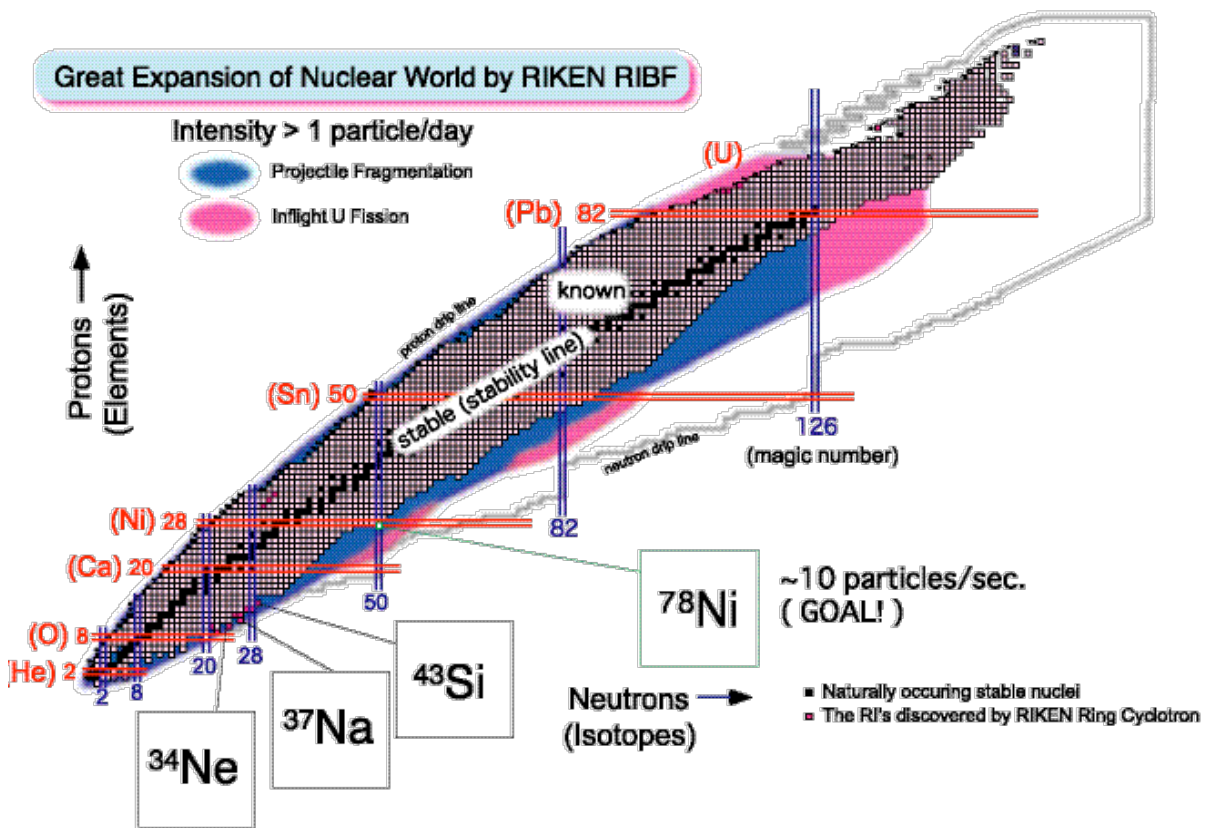 Great Expansion of Nuclear World by RIKEN RIBF
Intensity > 1 particle/day
Projectile Fragmentation
Inflight U Fission
(U)
(Pb) 82
Protons
(Elements)
known
proton drip line
stable (stability line)
(Sn) 50
126
(magic number)
neutron drip line
(Ni) 28
82
(Ca) 20
50
78Ni
~10 particles/sec.
( GOAL! )
(O) 8
20
28
(He) 2
2
8
43Si
37Na
34Ne
Neutrons
(Isotopes)
Naturally occuring stable nuclei
The RI's discovered by RIKEN Ring Cyclotron